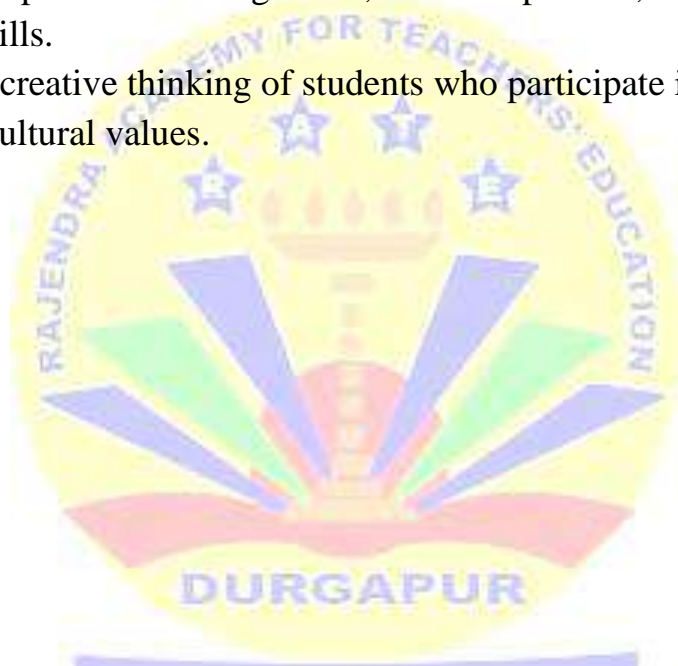 ills.
creative thinking of students who participate i
ultural values.
RAJENDRA ACADEMY FOR TEACHERS' EDUCATION
R A T E
DURGAPUR